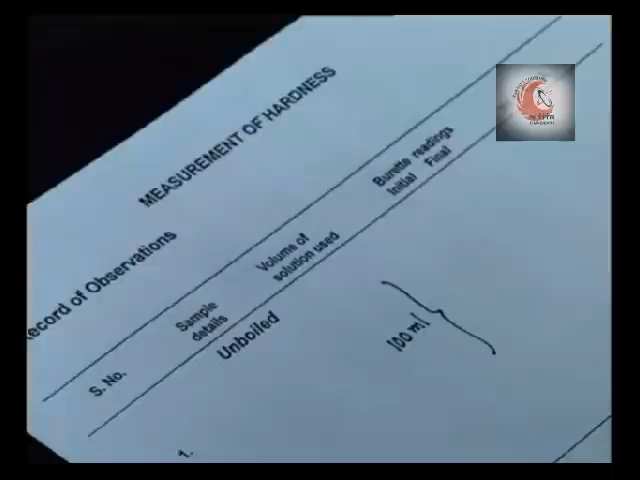 MEASUREMENT OF HARDNESS
Record of Observations
S. No. Sample details Volume of solution used Burette readings Initial Final
Unboiled
100 ml
1.